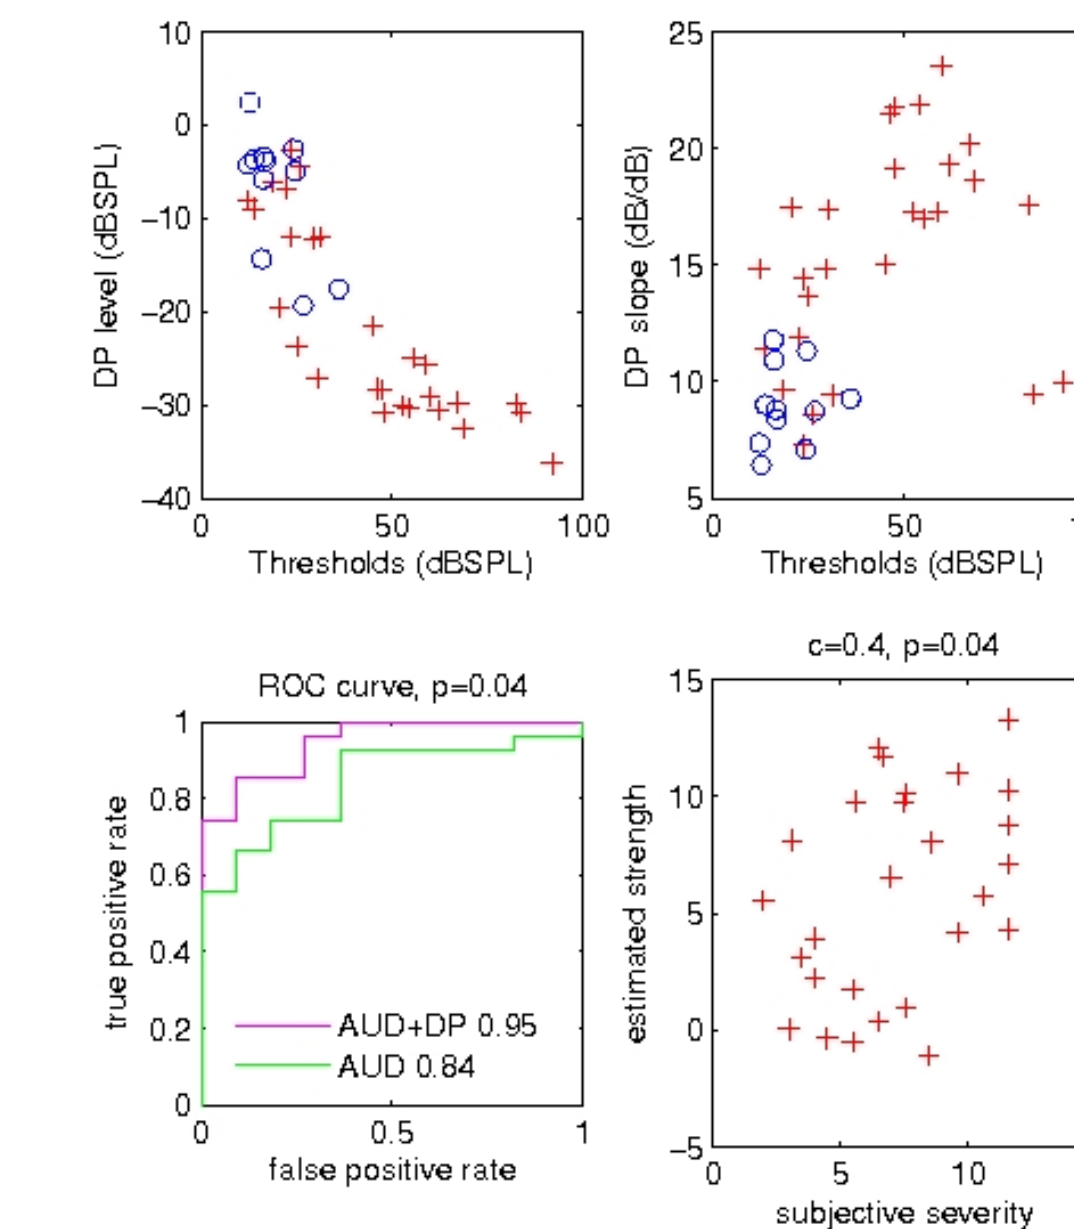 10
0
−10
−20
−30
−40
0
50
100
DP level (dBSPL)
Thresholds (dBSPL)
25
20
15
10
5
0
50
DP slope (dB/dB)
Thresholds (dBSPL)
ROC curve, p=0.04
1
0.8
0.6
0.4
0.2
0
0
0.5
1
true positive rate
AUD+DP 0.95
AUD 0.84
false positive rate
c=0.4, p=0.04
15
10
5
0
−5
0
5
10
estimated strength
subjective severity